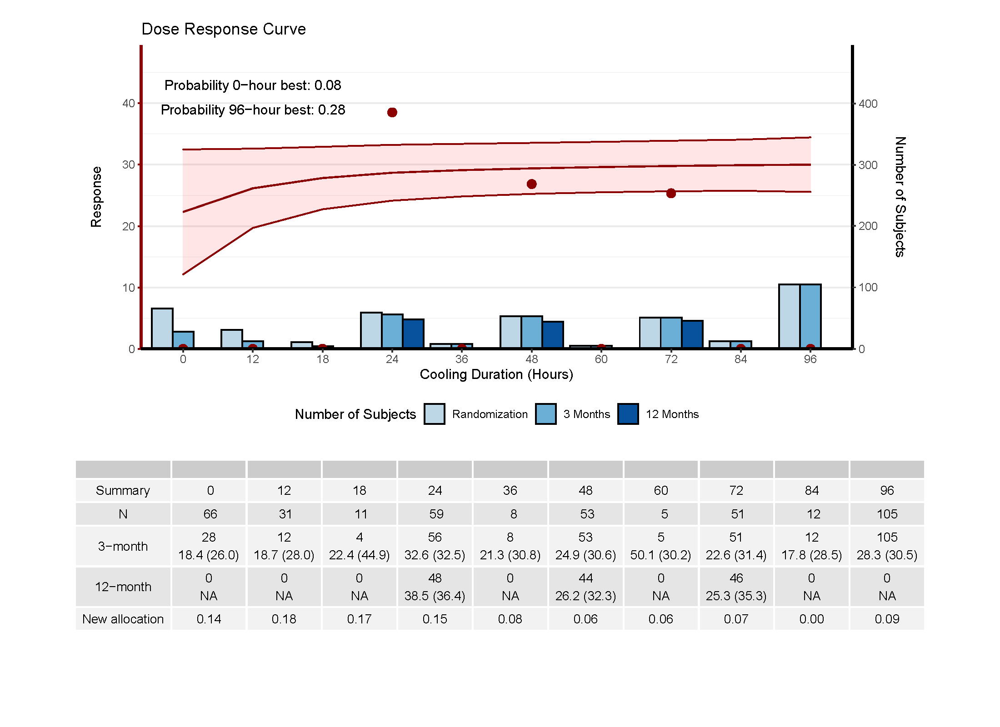 Dose Response Curve
Probability 0−hour best: 0.08
Probability 96−hour best: 0.28
Response
40
30
20
10
0
Number of Subjects
400
300
200
100
0
0 12 18 24 36 48 60 72 84 96
Cooling Duration (Hours)
Number of Subjects Randomization 3 Months 12 Months
Summary 0 12 18 24 36 48 60 72 84 96
N 66 31 11 59 8 53 5 51 12 105
3−month
28 12 4 56 8 53 5 51 12 105
18.4 (26.0) 18.7 (28.0) 22.4 (44.9) 32.6 (32.5) 21.3 (30.8) 24.9 (30.6) 50.1 (30.2) 22.6 (31.4) 17.8 (28.5) 28.3 (30.5)
12−month
0 0 0 48 0 44 0 46 0 0
NA NA NA 38.5 (36.4) NA 26.2 (32.3) NA 25.3 (35.3) NA NA
New allocation 0.14 0.18 0.17 0.15 0.08 0.06 0.06 0.07 0.00 0.09